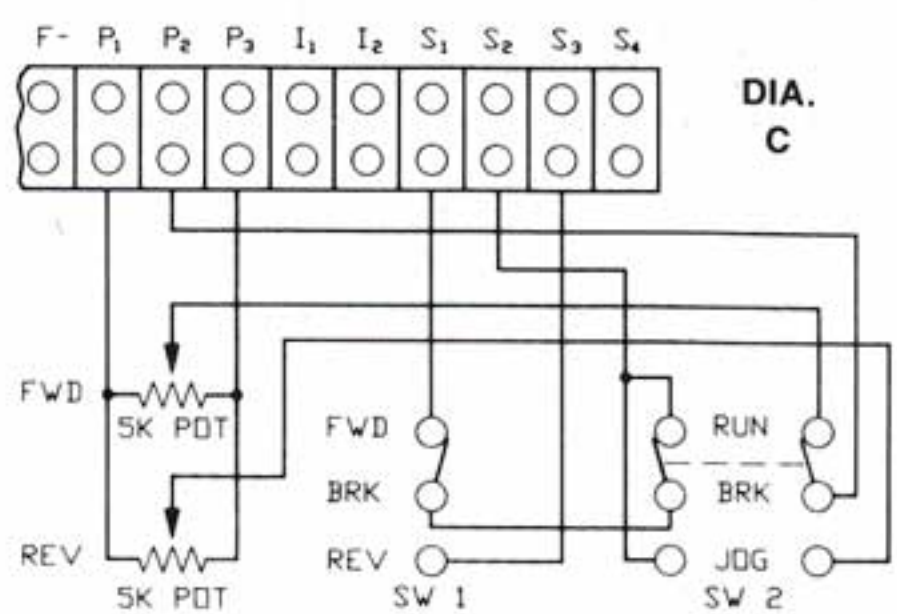 F- P₁ P₂ P₃ I₁ I₂ S₁ S₂ S₃ S₄
DIA.
C
FWD
5K POT
FWD
RUN
BRK
BRK
REV
5K POT
REV
SW 1
JOG
SW 2